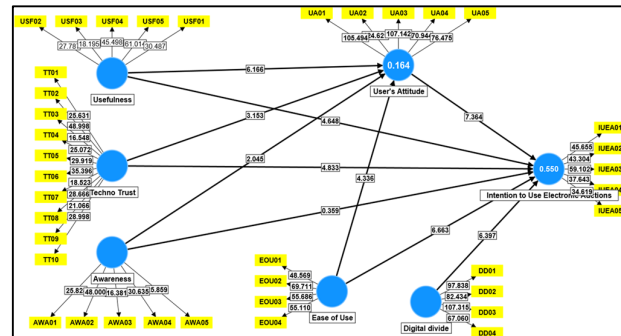 USF02 USF03 USF04 USF05 USF01
27.78 18.195 45.498 61.014 30.487
Usefulness
UA01 UA02 UA03 UA04 UA05
105.494 107.142 70.944 76.475
0.164
User's Attitude
6.166
3.153
2.045
4.336
7.364
4.648
4.833
0.359
6.663
6.397
TT01
TT02
TT03
TT04
TT05
TT06
TT07
TT08
TT09
TT10
25.631
48.998
16.548
25.072
29.919
35.396
18.523
28.666
21.066
28.998
Techno Trust
IUEA01
IUEA02
IUEA03
IUEA05
45.655
43.304
59.102
37.643
34.619
0.550
Intention to Use Electronic Auctions
Awareness
25.82 48.000 16.381 30.635 5.859
AWA01 AWA02 AWA03 AWA04 AWA05
EOU01
EOU02
EOU03
EOU04
48.569
69.711
55.686
55.110
Ease of Use
Digital divide
97.838
82.434
107.315
67.060
DD01
DD02
DD03
DD04